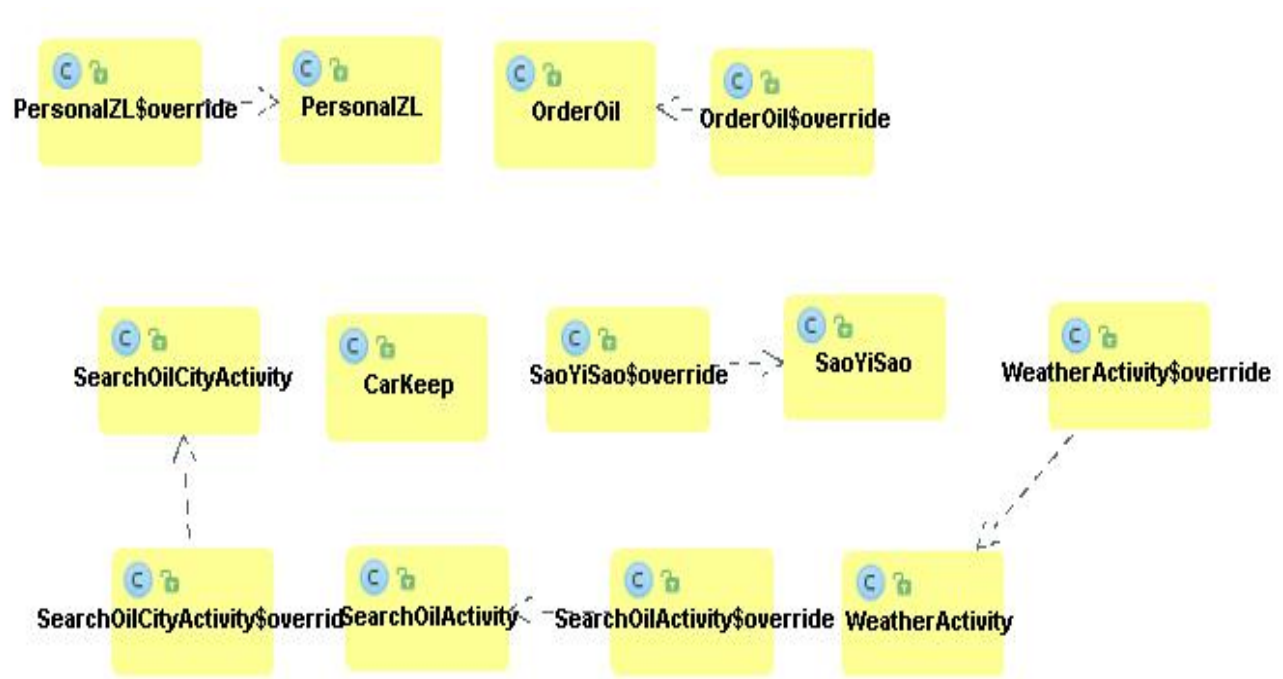 C
PersonalZL$override
C
PersonalZL
C
OrderOil
C
OrderOil$override
C
SearchOilCityActivity
C
CarKeep
C
SaoYiSao$override
C
SaoYiSao
C
WeatherActivity$override
C
SearchOilCityActivity$overrid
C
SearchOilActivity
C
SearchOilActivity$override
C
WeatherActivity